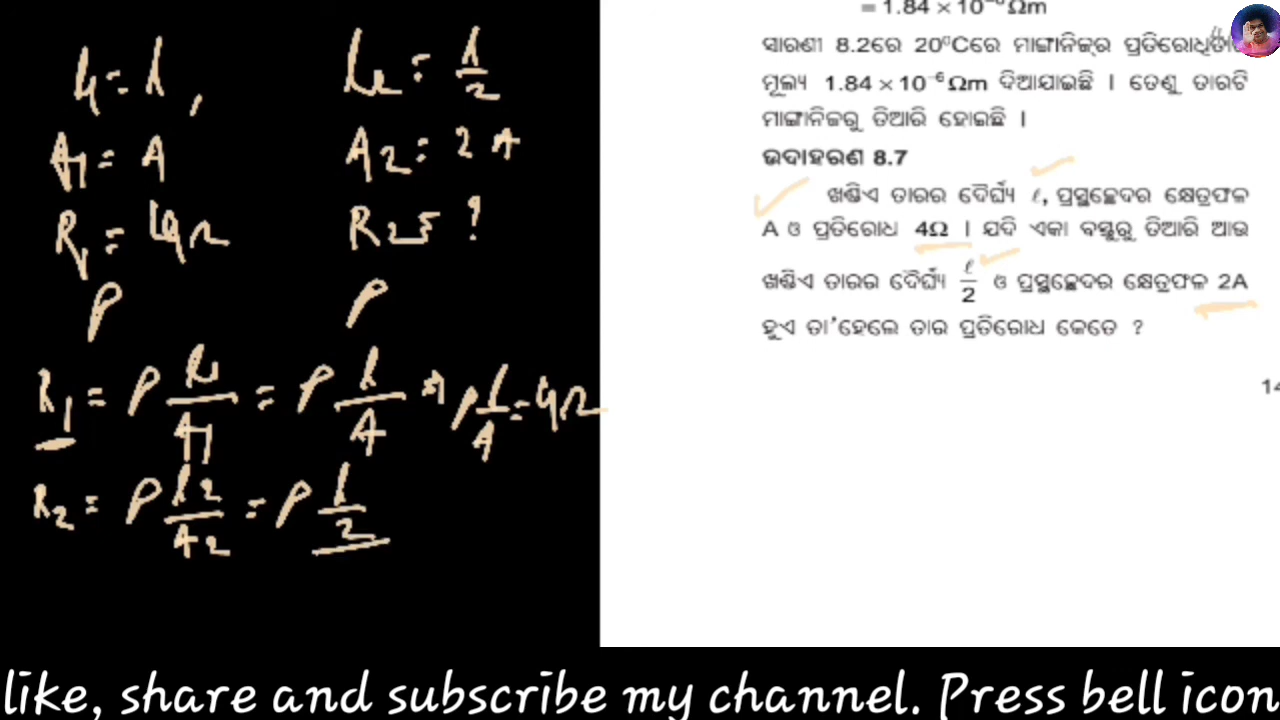 l₁ = l, l₂ = l/2
A₁ = A A₂ = 2A
R₁ = 4Ω R₂ = ?
ρ ρ
R₁ = ρ l₁/A₁ = ρ l/A ⇒ ρ l/A = 4Ω
R₂ = ρ l₂/A₂ = ρ l/2
= 1.84 × 10⁻⁶ Ωm
ସାରଣୀ 8.2ରେ 20⁰Cରେ ମାଙ୍ଗାନିଜ୍‌ର ପ୍ରତିରୋଧିତାର
ମୂଲ୍ୟ 1.84 × 10⁻⁶ Ωm ଦିଆଯାଇଛି । ତେଣୁ ତାରଟି
ମାଙ୍ଗାନିଜରୁ ତିଆରି ହୋଇଛି ।
ଉଦାହରଣ 8.7
ଖଣ୍ଡିଏ ତାରର ଦୈର୍ଘ୍ୟ ℓ, ପ୍ରସ୍ଥଚ୍ଛେଦର କ୍ଷେତ୍ରଫଳ
A ଓ ପ୍ରତିରୋଧ 4Ω । ଯଦି ଏକା ବସ୍ତୁରୁ ତିଆରି ଆଉ
ଖଣ୍ଡିଏ ତାରର ଦୈର୍ଘ୍ୟ ℓ/2 ଓ ପ୍ରସ୍ଥଚ୍ଛେଦର କ୍ଷେତ୍ରଫଳ 2A
ହୁଏ ତା'ହେଲେ ତାର ପ୍ରତିରୋଧ କେତେ ?
14
like, share and subscribe my channel. Press bell icon